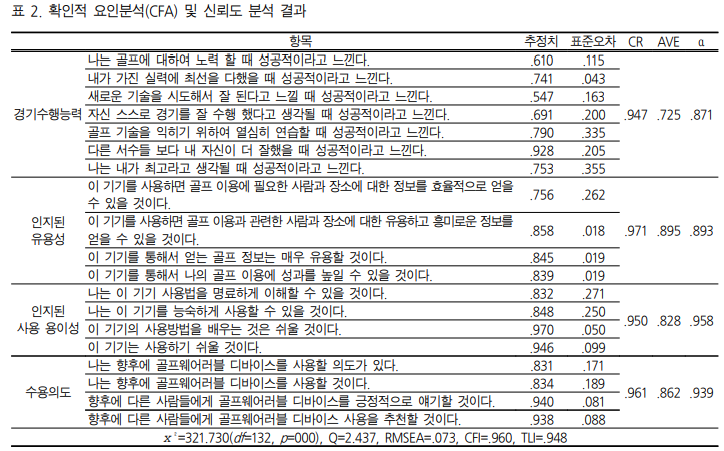 표 2. 확인적 요인분석(CFA) 및 신뢰도 분석 결과
항목 추정치 표준오차 CR AVE α
나는 골프에 대하여 노력 할 때 성공적이라고 느낀다. .610 .115
내가 가진 실력에 최선을 다했을 때 성공적이라고 느낀다. .741 .043
새로운 기술을 시도해서 잘 된다고 느낄 때 성공적이라고 느낀다. .547 .163
경기수행능력 자신 스스로 경기를 잘 수행 했다고 생각될 때 성공적이라고 느낀다. .691 .200 .947 .725 .871
골프 기술을 익히기 위하여 열심히 연습할 때 성공적이라고 느낀다. .790 .335
다른 서수들 보다 내 자신이 더 잘했을 때 성공적이라고 느낀다. .928 .205
나는 내가 최고라고 생각될 때 성공적이라고 느낀다. .753 .355
이 기기를 사용하면 골프 이용에 필요한 사람과 장소에 대한 정보를 효율적으로 얻을
수 있을 것이다. .756 .262
인지된
유용성
이 기기를 사용하면 골프 이용과 관련한 사람과 장소에 대한 유용하고 흥미로운 정보를
얻을 수 있을 것이다. .858 .018 .971 .895 .893
이 기기를 통해서 얻는 골프 정보는 매우 유용할 것이다. .845 .019
이 기기를 통해서 나의 골프 이용에 성과를 높일 수 있을 것이다. .839 .019
나는 이 기기 사용법을 명료하게 이해할 수 있을 것이다. .832 .271
인지된
사용 용이성
나는 이 기기를 능숙하게 사용할 수 있을 것이다. .848 .250 .950 .828 .958
이 기기의 사용방법을 배우는 것은 쉬울 것이다. .970 .050
이 기기는 사용하기 쉬울 것이다. .946 .099
나는 향후에 골프웨어러블 디바이스를 사용할 의도가 있다. .831 .171
수용의도 나는 향후에 골프웨어러블 디바이스를 사용할 것이다. .834 .189 .961 .862 .939
향후에 다른 사람들에게 골프웨어러블 디바이스를 긍정적으로 얘기할 것이다. .940 .081
향후에 다른 사람들에게 골프웨어러블 디바이스 사용을 추천할 것이다. .938 .088
x²=321.730(df=132, p=000), Q=2.437, RMSEA=.073, CFI=.960, TLI=.948